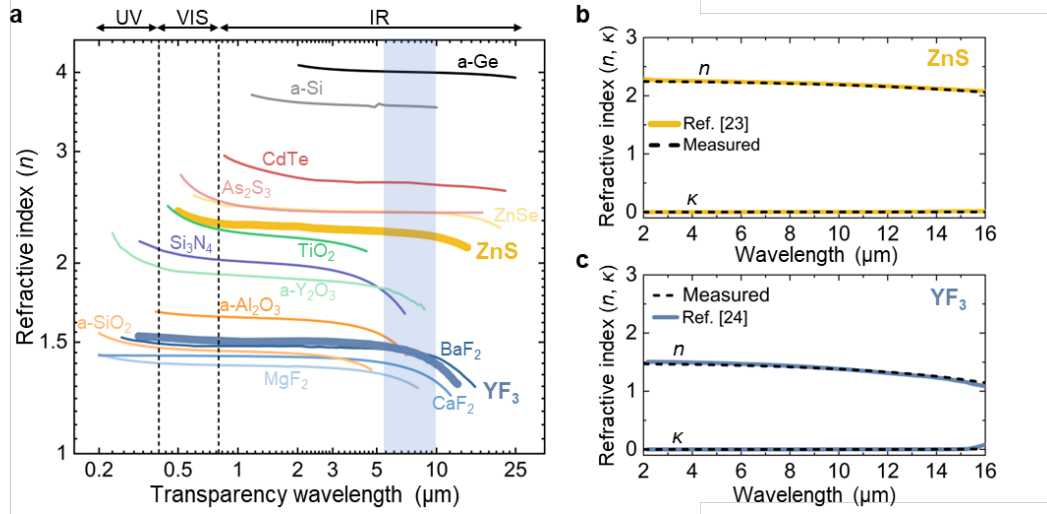 a
UV VIS IR
Refractive index (n)
4
3
2
1.5
1
a-Ge
a-Si
CdTe
As₂S₃
ZnSe
ZnS
TiO₂
Si₃N₄
a-Y₂O₃
a-Al₂O₃
a-SiO₂
BaF₂
MgF₂
YF₃
CaF₂
0.2 0.5 1 2 3 5 10 25
Transparency wavelength (μm)
b
Refractive index (n, κ)
3
2
1
0
ZnS
n
Ref. [23]
Measured
κ
2 4 6 8 10 12 14 16
Wavelength (μm)
c
Refractive index (n, κ)
3
2
1
0
YF₃
Measured
Ref. [24]
n
κ
2 4 6 8 10 12 14 16
Wavelength (μm)